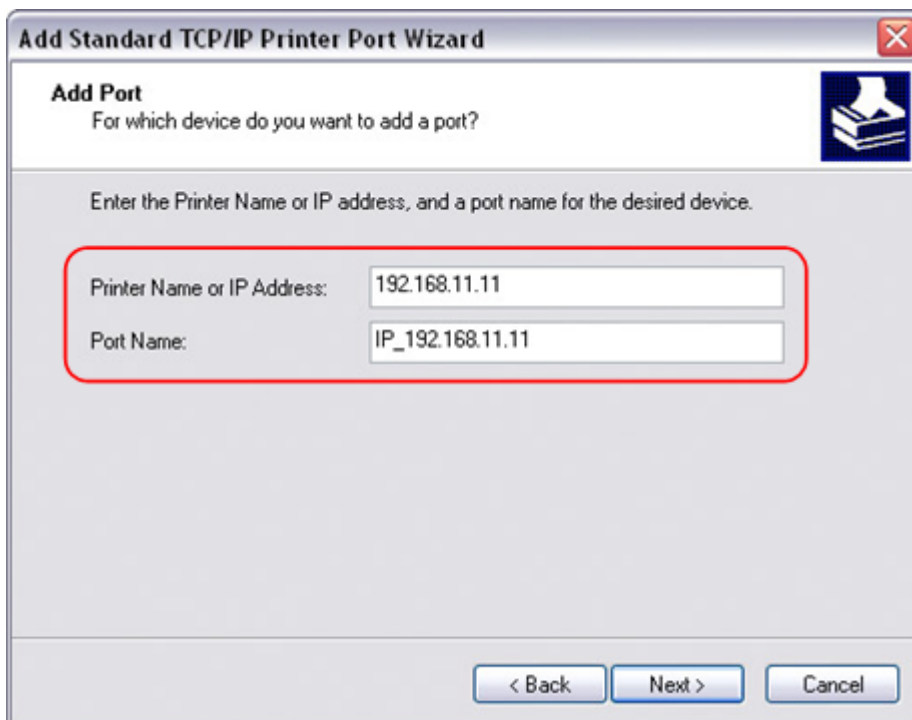 Add Standard TCP/IP Printer Port Wizard
Add Port
For which device do you want to add a port?
Enter the Printer Name or IP address, and a port name for the desired device.
Printer Name or IP Address: 192.168.11.11
Port Name: IP_192.168.11.11
< Back Next > Cancel